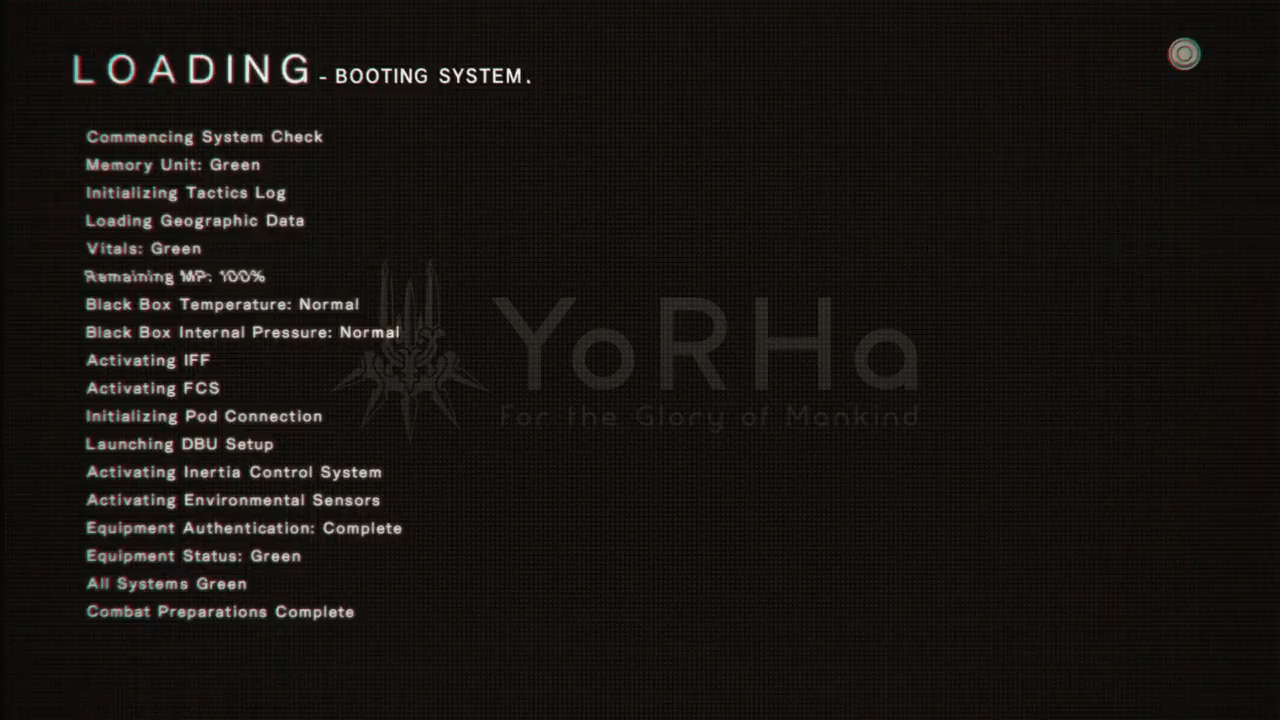 LOADING - BOOTING SYSTEM.
Commencing System Check
Memory Unit: Green
Initializing Tactics Log
Loading Geographic Data
Vitals: Green
Remaining MP: 100%
Black Box Temperature: Normal
Black Box Internal Pressure: Normal
Activating IFF
Activating FCS
Initializing Pod Connection
Launching DBU Setup
Activating Inertia Control System
Activating Environmental Sensors
Equipment Authentication: Complete
Equipment Status: Green
All Systems Green
Combat Preparations Complete
YoRHa
For the Glory of Mankind